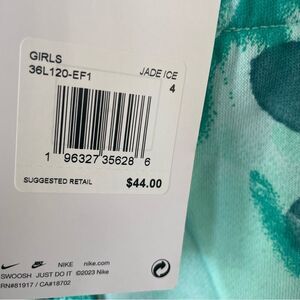 GIRLS
36L120-EF1 JADE ICE
4
1 96327 35628 6
SUGGESTED RETAIL $44.00
NIKE nike.com
SWOOSH JUST DO IT ©2023 Nike
RN#81917 / CA#18702